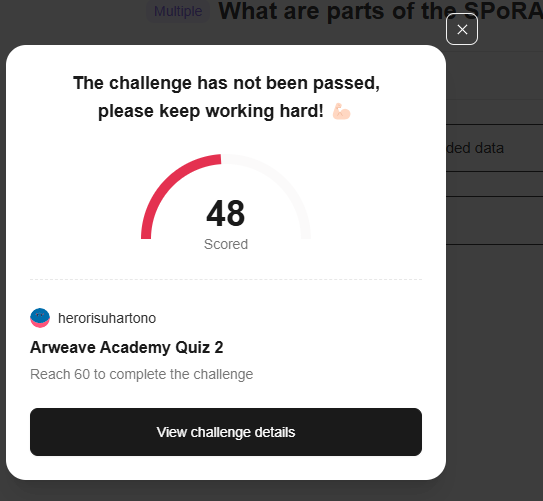 Multiple What are parts of the SPoRA
The challenge has not been passed,
please keep working hard! 💪🏻
ded data
48
Scored
herorisuhartono
Arweave Academy Quiz 2
Reach 60 to complete the challenge
View challenge details